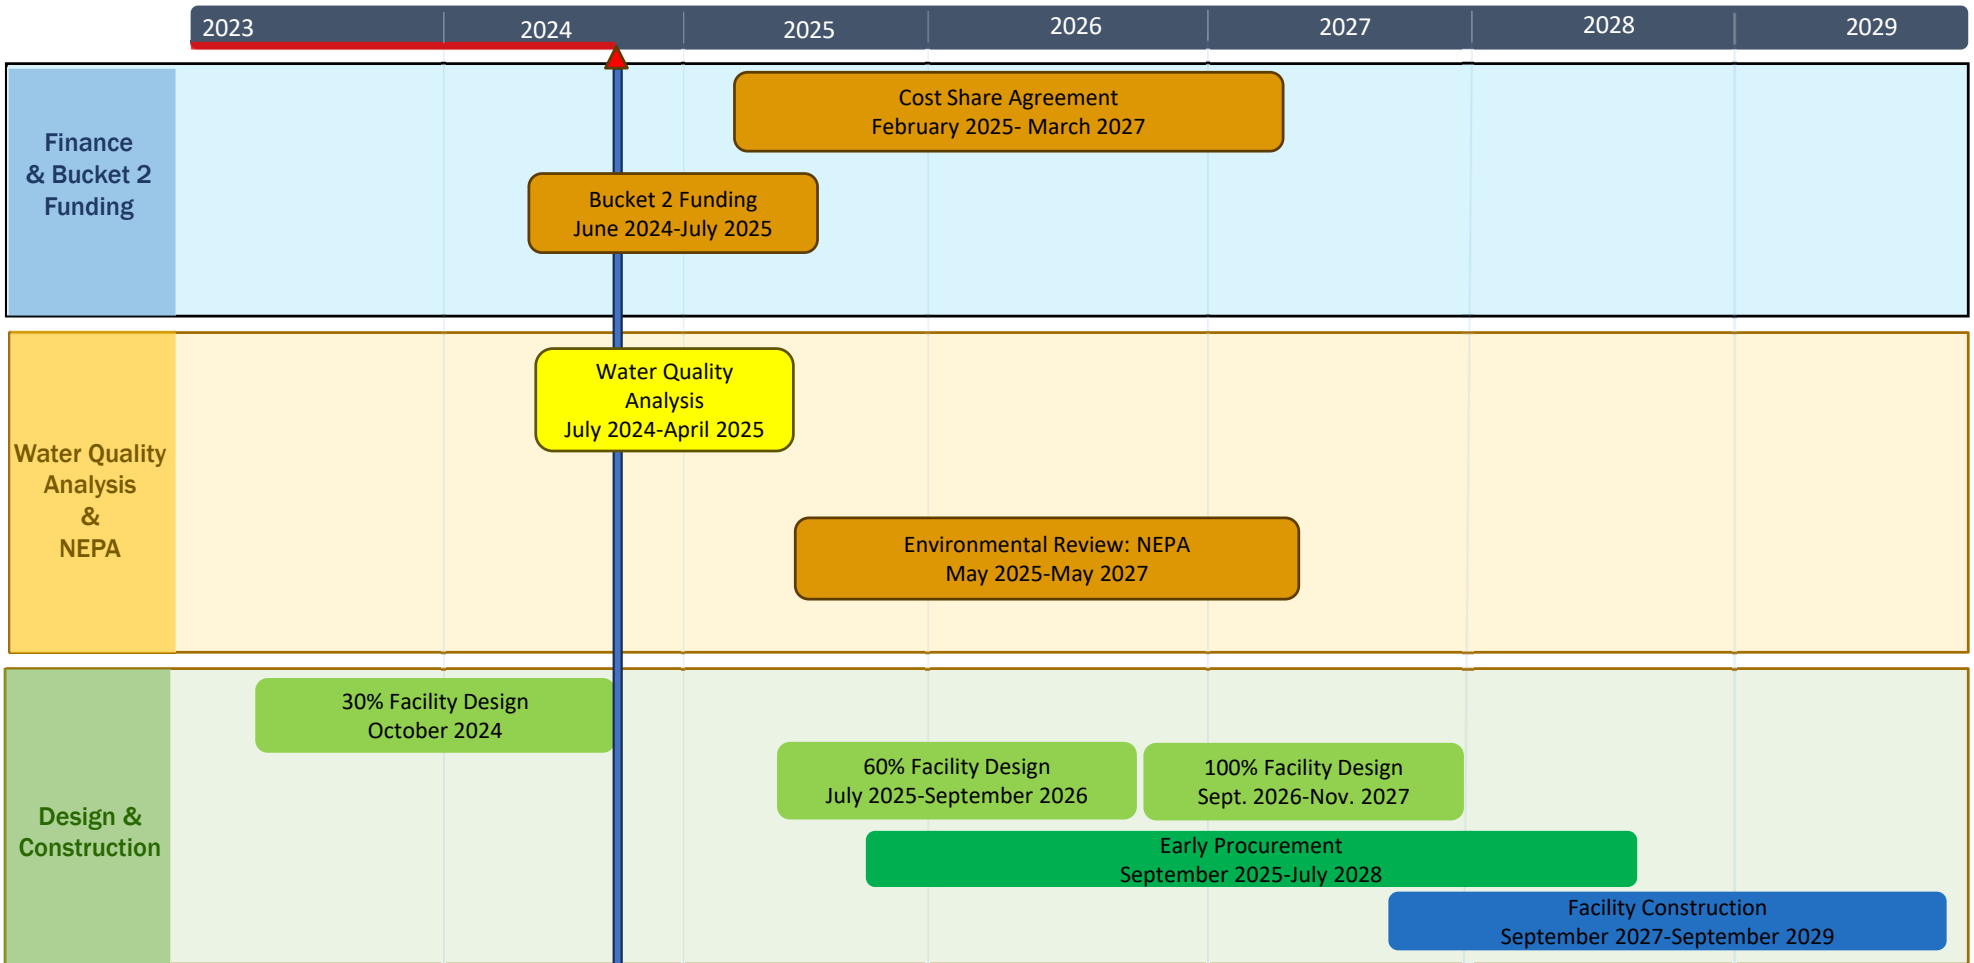 2023 2024 2025 2026 2027 2028 2029
Finance
& Bucket 2
Funding
Cost Share Agreement
February 2025- March 2027
Bucket 2 Funding
June 2024-July 2025
Water Quality
Analysis
&
NEPA
Water Quality
Analysis
July 2024-April 2025
Environmental Review: NEPA
May 2025-May 2027
Design &
Construction
30% Facility Design
October 2024
60% Facility Design
July 2025-September 2026
100% Facility Design
Sept. 2026-Nov. 2027
Early Procurement
September 2025-July 2028
Facility Construction
September 2027-September 2029